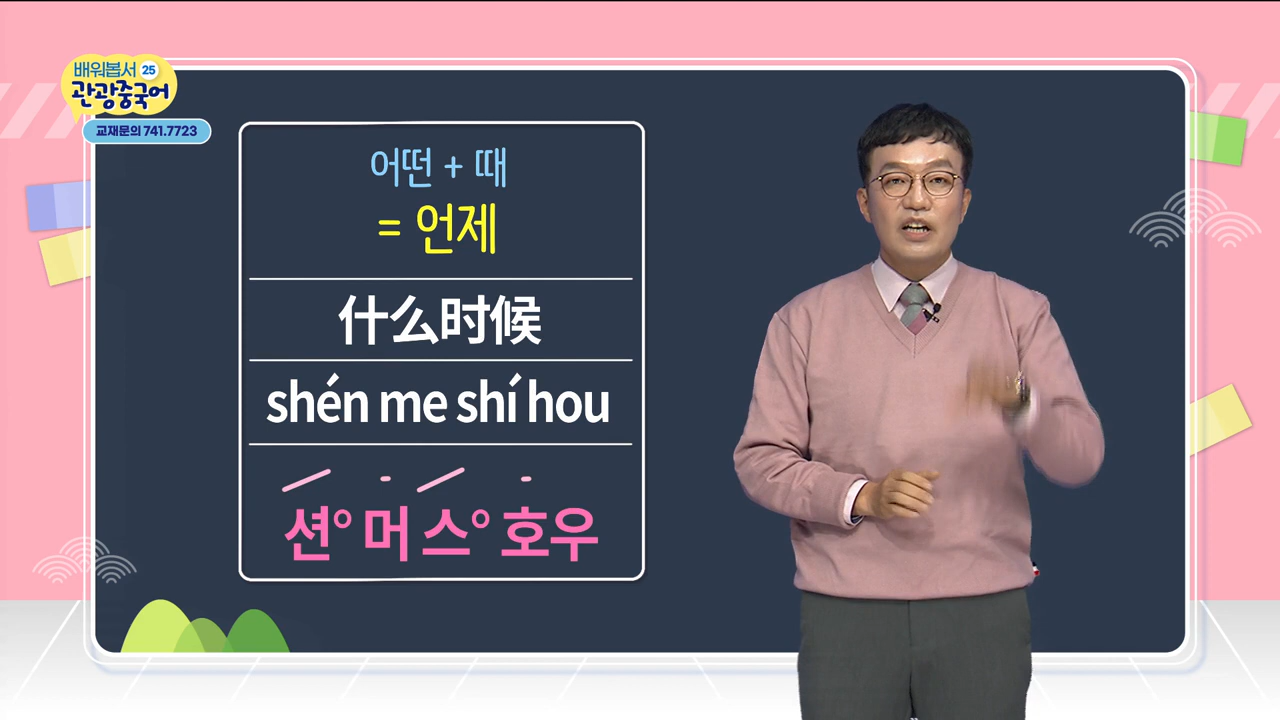 배워봅서 25
관광중국어
교재문의 741.7723
어떤 + 때
= 언제
什么时候
shén me shí hou
션° 머 스° 호우